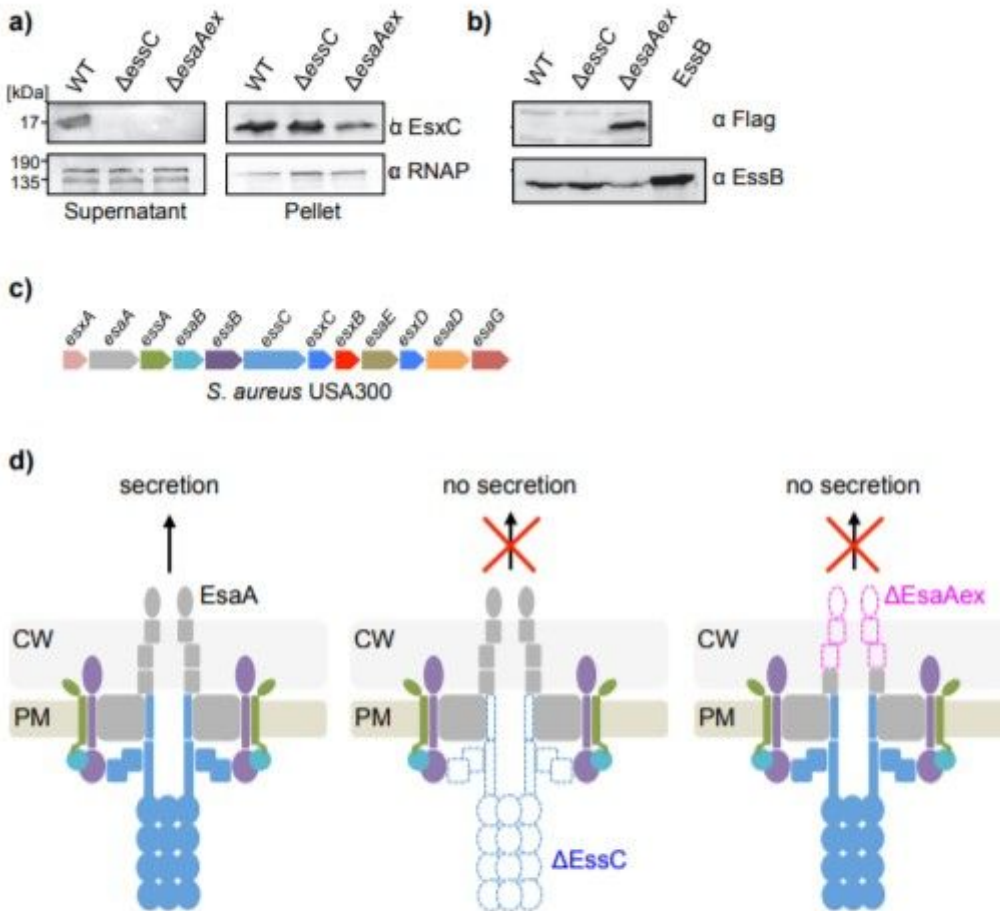 a)
WT
ΔessC
ΔesaAex
WT
ΔessC
ΔesaAex
[kDa]
17
α EsxC
190
135
α RNAP
Supernatant
Pellet
b)
WT
ΔessC
ΔesaAex
EssB
α Flag
α EssB
c)
esxA
esaA
essA
esaB
essB
essC
esxC
esxB
esaE
esxD
esaD
esaG
S. aureus USA300
d)
secretion
no secretion
no secretion
EsaA
ΔEsaAex
CW
CW
CW
PM
PM
PM
ΔEssC